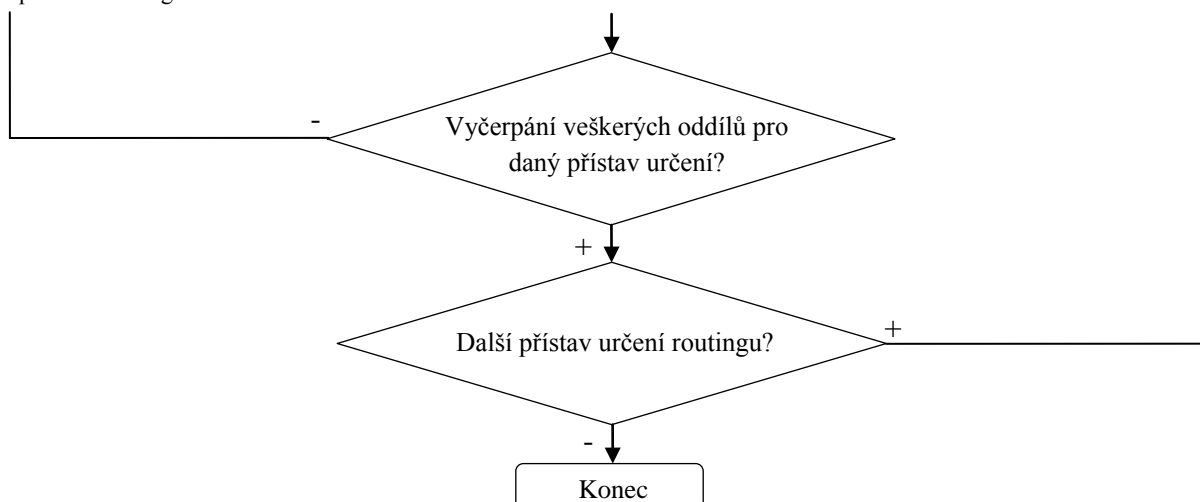 -
Vyčerpání veškerých oddílů pro
daný přístav určení?
+
Další přístav určení routingu?
+
-
Konec